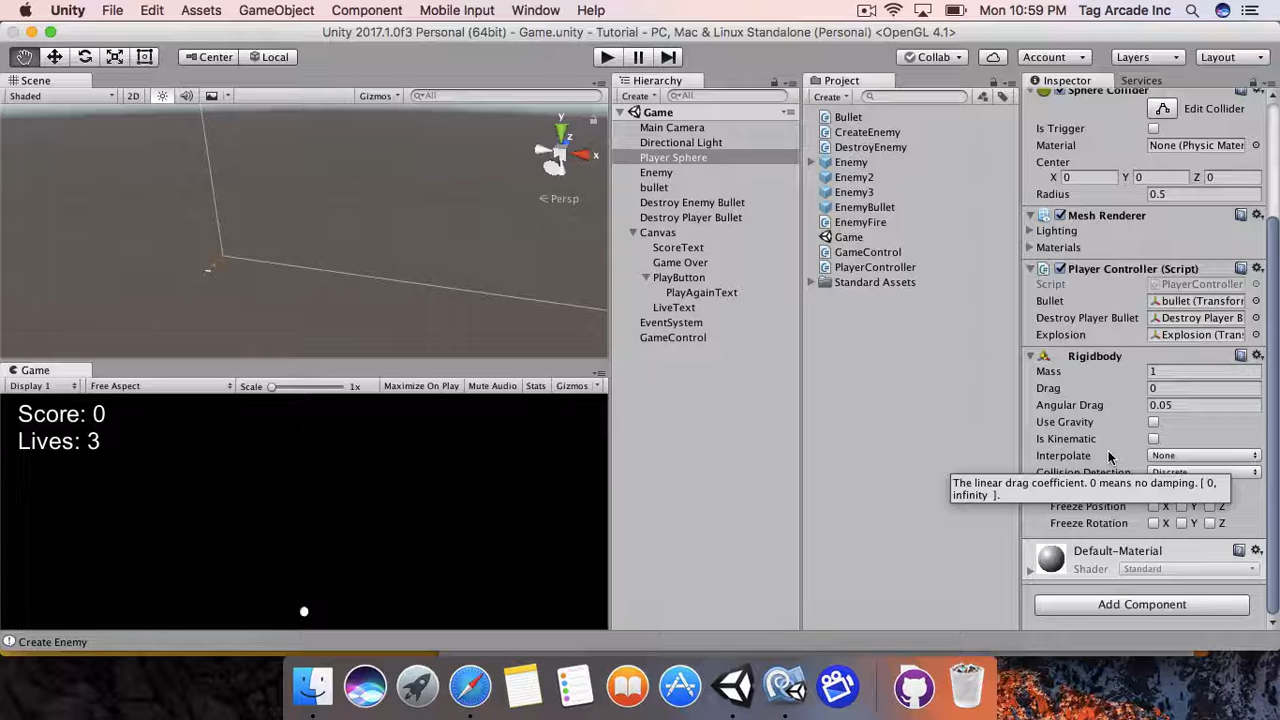 Unity File Edit Assets GameObject Component Mobile Input Window Help Mon 10:59 PM Tag Arcade Inc
Unity 2017.1.0f3 Personal (64bit) - Game.unity - Tutorial - PC, Mac & Linux Standalone (Personal) <OpenGL 4.1>
Center Local Collab Account Layers Layout
Scene
Shaded 2D Gizmos All
y
z
x
Persp
Game
Display 1 Free Aspect Scale 1x Maximize On Play Mute Audio Stats Gizmos
Score: 0
Lives: 3
Hierarchy
Create All
Game
Main Camera
Directional Light
Player Sphere
Enemy
bullet
Destroy Enemy Bullet
Destroy Player Bullet
Canvas
ScoreText
Game Over
PlayButton
PlayAgainText
LiveText
EventSystem
GameControl
Project
Create
Bullet
CreateEnemy
DestroyEnemy
Enemy
Enemy2
Enemy3
EnemyBullet
EnemyFire
Game
GameControl
PlayerController
Standard Assets
Inspector Services
Sphere Collider
Edit Collider
Is Trigger
Material None (Physic Mater
Center
X 0 Y 0 Z 0
Radius 0.5
Mesh Renderer
Lighting
Materials
Player Controller (Script)
Script PlayerController
Bullet bullet (Transforr
Destroy Player Bullet Destroy Player B
Explosion Explosion (Tran:
Rigidbody
Mass 1
Drag 0
Angular Drag 0.05
Use Gravity
Is Kinematic
Interpolate None
Collision Detection Discrete
The linear drag coefficient. 0 means no damping. [ 0,
infinity ].
Freeze Position X Y Z
Freeze Rotation X Y Z
Default-Material
Shader Standard
Add Component
Create Enemy